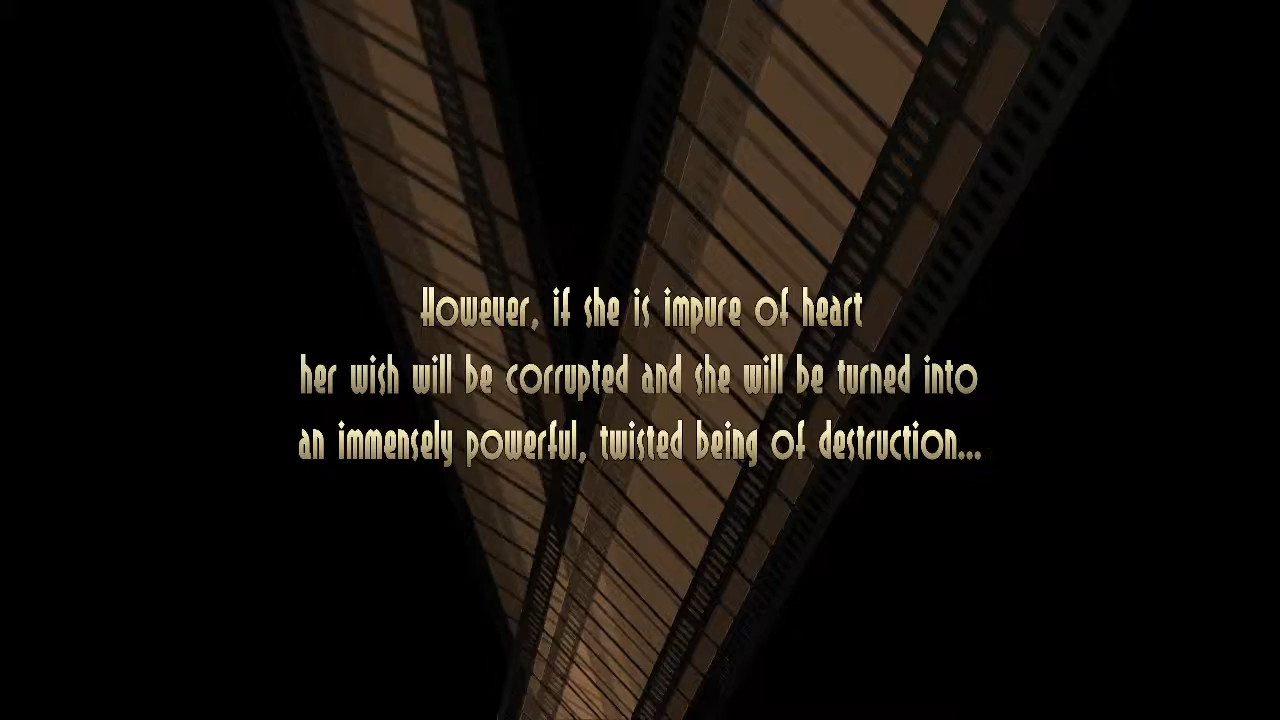 However, if she is impure of heart
her wish will be corrupted and she will be turned into
an immensely powerful, twisted being of destruction...